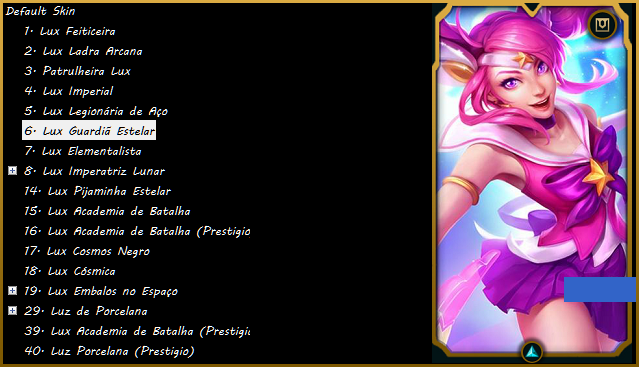 Default Skin
1. Lux Feiticeira
2. Lux Ladra Arcana
3. Patrulheira Lux
4. Lux Imperial
5. Lux Legionária de Aço
6. Lux Guardiã Estelar
7. Lux Elementalista
8. Lux Imperatriz Lunar
14. Lux Pijaminha Estelar
15. Lux Academia de Batalha
16. Lux Academia de Batalha (Prestigio
17. Lux Cosmos Negro
18. Lux Cósmica
19. Lux Embalos no Espaço
29. Luz de Porcelana
39. Lux Academia de Batalha (Prestigi
40. Luz Porcelana (Prestigio)